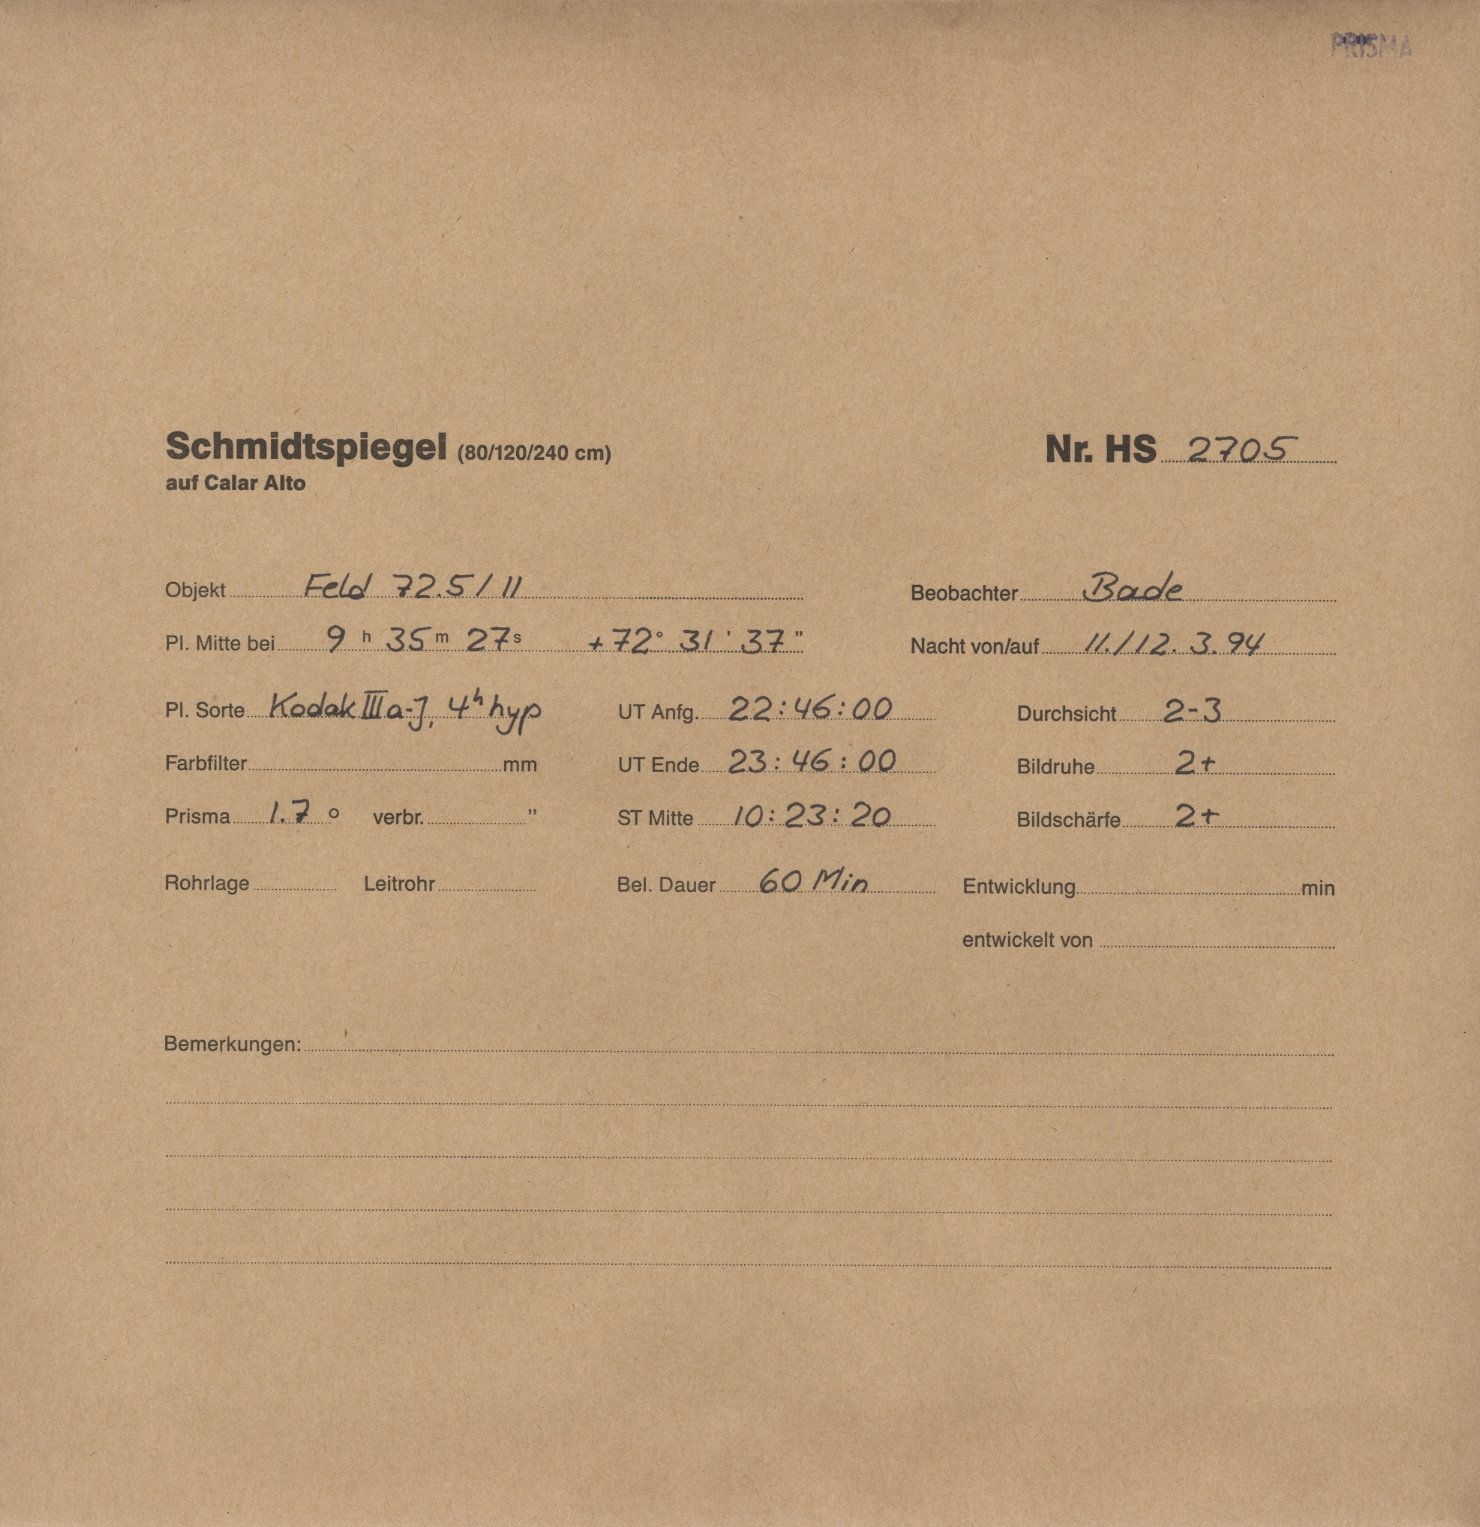 PRISMA
Schmidtspiegel (80/120/240 cm) Nr. HS 2705
auf Calar Alto
Objekt Feld 72.5/11 Beobachter Bade
Pl. Mitte bei 9 h 35 m 27 s +72° 31' 37" Nacht von/auf 11./12. 3. 94
Pl. Sorte Kodak III a-J, 4h hyp UT Anfg. 22:46:00 Durchsicht 2-3
Farbfilter mm UT Ende 23:46:00 Bildruhe 2+
Prisma 1.7 ° verbr. " ST Mitte 10:23:20 Bildschärfe 2+
Rohrlage Leitrohr Bel. Dauer 60 Min Entwicklung min
entwickelt von
Bemerkungen: